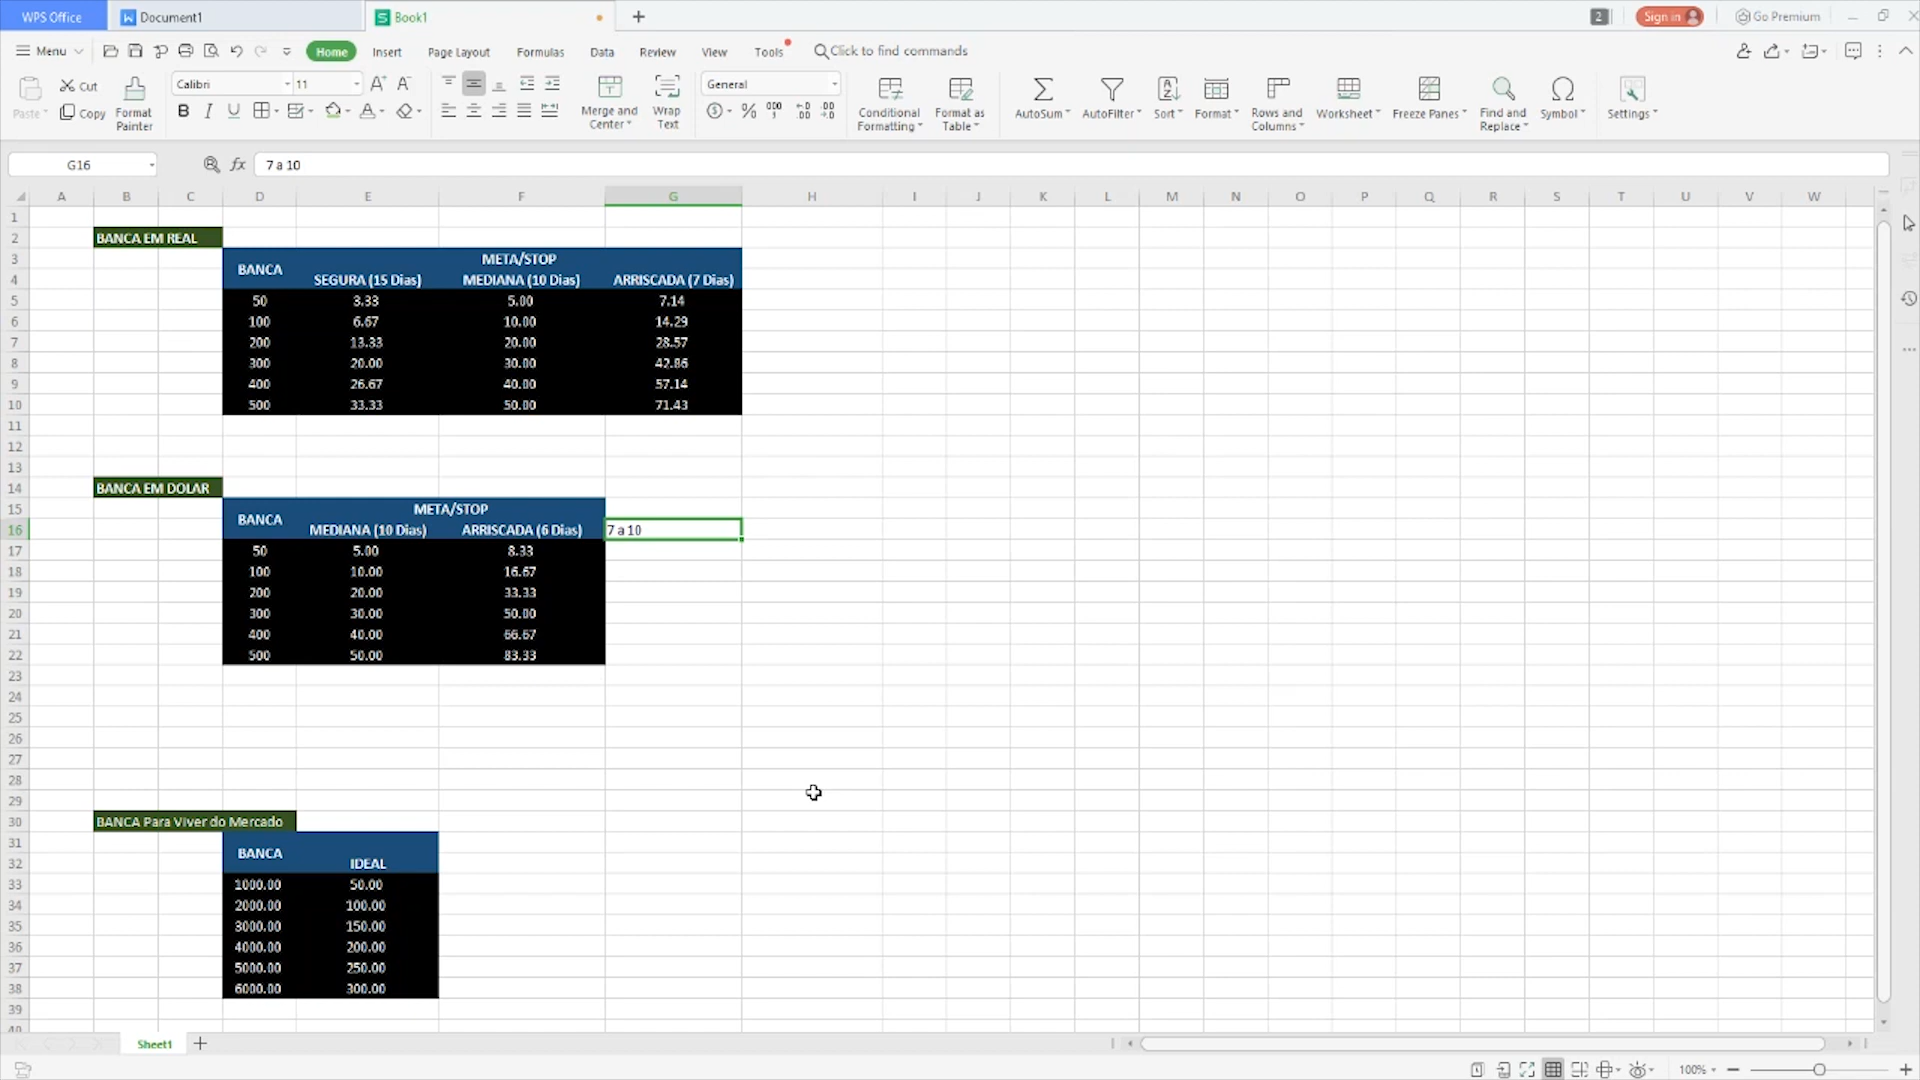 WPS Office
Document1
Book1
2
Sign in
Go Premium
Menu
Home
Insert
Page Layout
Formulas
Data
Review
View
Tools
Click to find commands
Paste
Cut
Copy
Format Painter
Calibri
11
Merge and Center
Wrap Text
General
Conditional Formatting
Format as Table
AutoSum
AutoFilter
Sort
Format
Rows and Columns
Worksheet
Freeze Panes
Find and Replace
Symbol
Settings
G16
fx
7 a 10
A B C D E F G H I J K L M N O P Q R S T U V W
1
2 BANCA EM REAL
3 BANCA META/STOP
4 SEGURA (15 Dias) MEDIANA (10 Dias) ARRISCADA (7 Dias)
5 50 3.33 5.00 7.14
6 100 6.67 10.00 14.29
7 200 13.33 20.00 28.57
8 300 20.00 30.00 42.86
9 400 26.67 40.00 57.14
10 500 33.33 50.00 71.43
11
12
13
14 BANCA EM DOLAR
15 BANCA META/STOP
16 MEDIANA (10 Dias) ARRISCADA (6 Dias) 7 a 10
17 50 5.00 8.33
18 100 10.00 16.67
19 200 20.00 33.33
20 300 30.00 50.00
21 400 40.00 66.67
22 500 50.00 83.33
23
24
25
26
27
28
29
30 BANCA Para Viver do Mercado
31 BANCA
32 IDEAL
33 1000.00 50.00
34 2000.00 100.00
35 3000.00 150.00
36 4000.00 200.00
37 5000.00 250.00
38 6000.00 300.00
39
40
Sheet1
100%